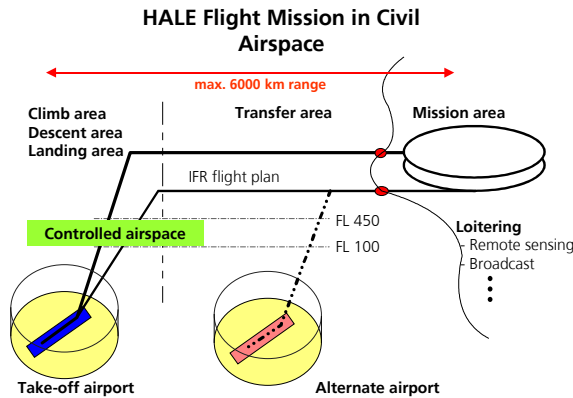 HALE Flight Mission in Civil
Airspace
max. 6000 km range
Climb area
Descent area
Landing area
Transfer area
Mission area
IFR flight plan
FL 450
Controlled airspace
FL 100
Loitering
- Remote sensing
- Broadcast
Take-off airport
Alternate airport